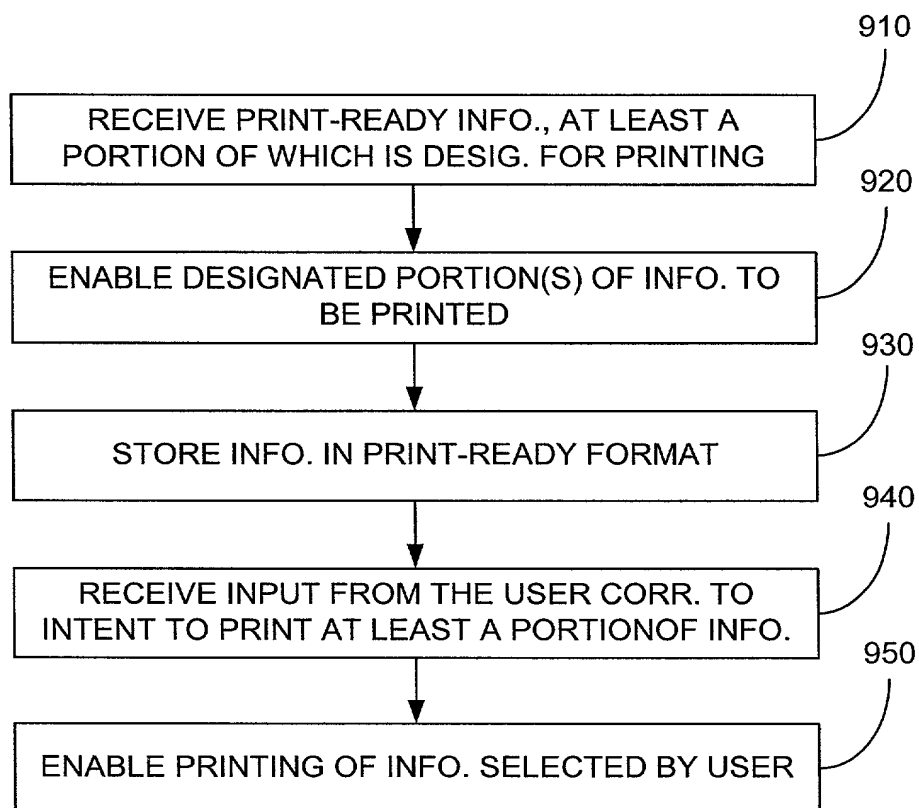 910
RECEIVE PRINT-READY INFO., AT LEAST A
PORTION OF WHICH IS DESIG. FOR PRINTING
920
ENABLE DESIGNATED PORTION(S) OF INFO. TO
BE PRINTED
930
STORE INFO. IN PRINT-READY FORMAT
940
RECEIVE INPUT FROM THE USER CORR. TO
INTENT TO PRINT AT LEAST A PORTIONOF INFO.
950
ENABLE PRINTING OF INFO. SELECTED BY USER